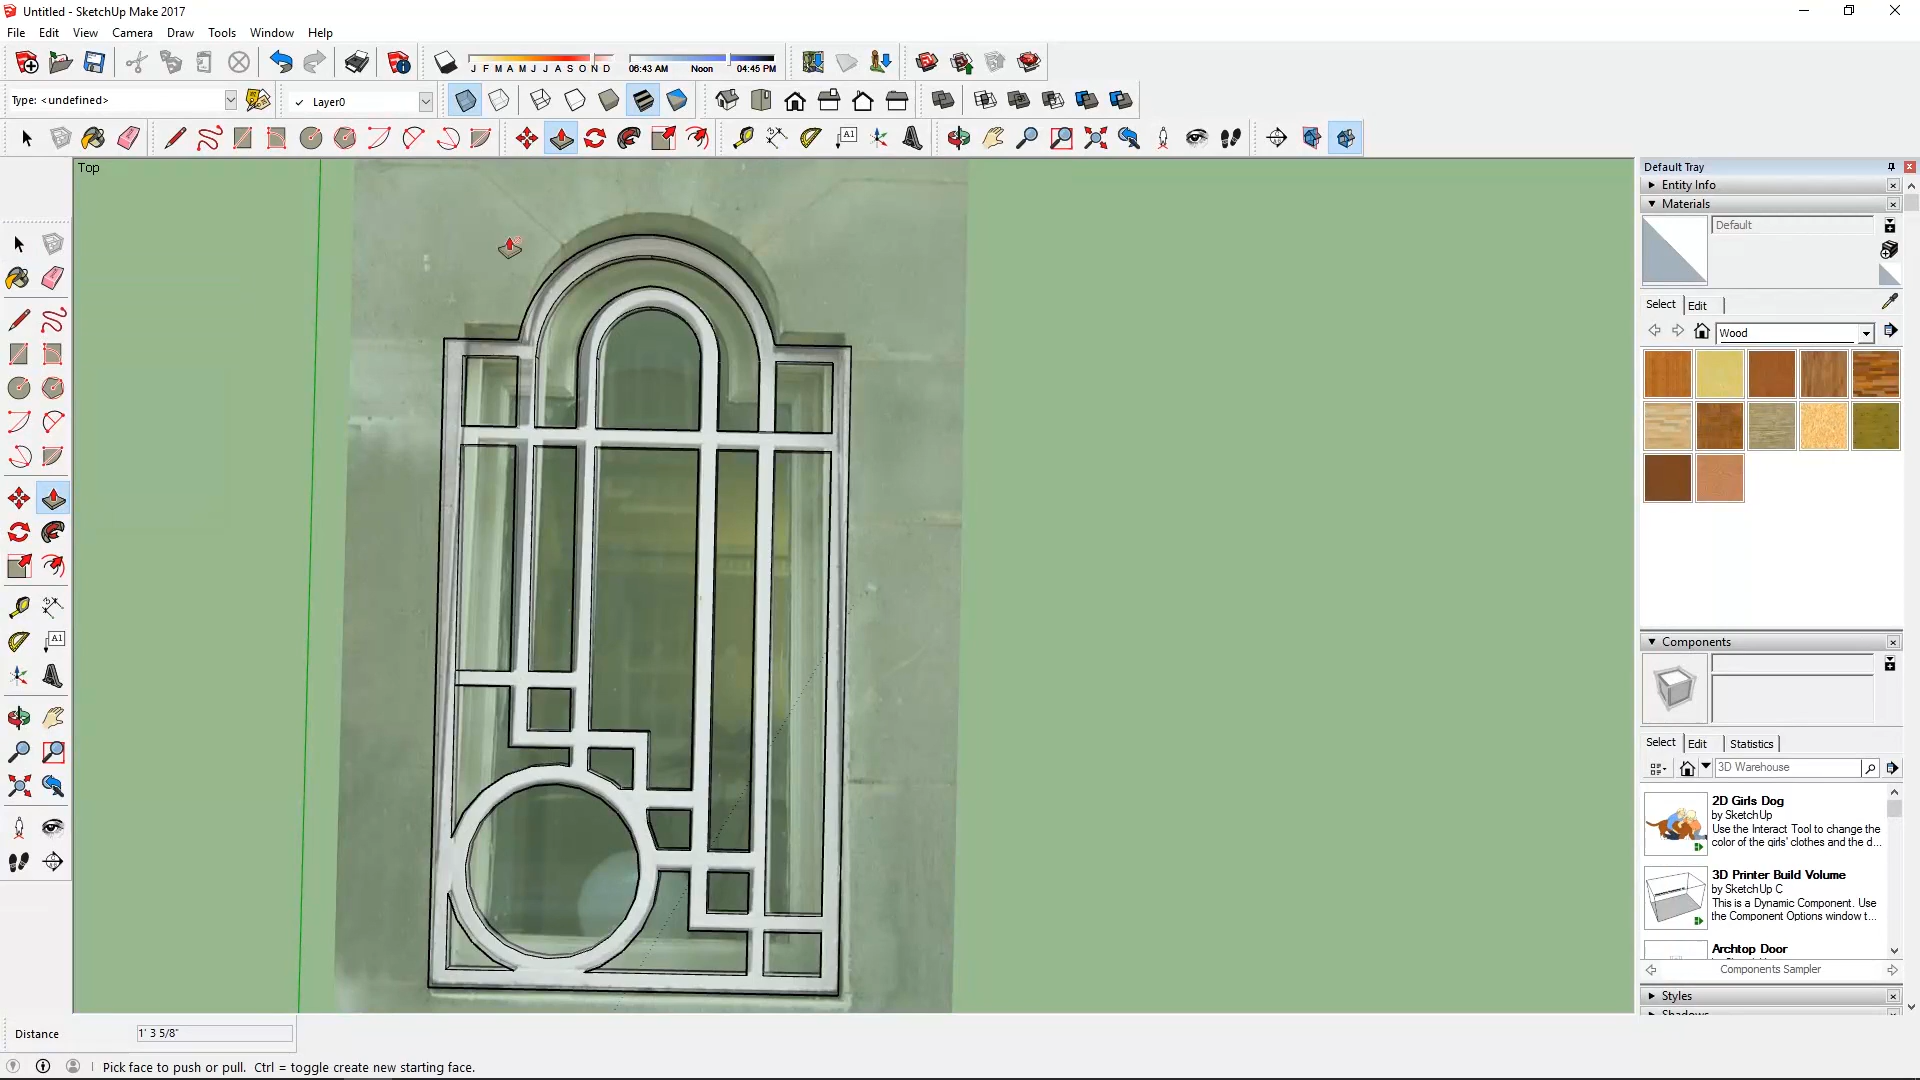 Untitled - SketchUp Make 2017
File Edit View Camera Draw Tools Window Help
J F M A M J J A S O N D 06:43 AM Noon 04:45 PM
Type: <undefined> Layer0
A1
Top
Default Tray
Entity Info
Materials
Default
Select Edit
Wood
A1
Components
Select Edit Statistics
3D Warehouse
2D Girls Dog
by SketchUp
Use the Interact Tool to change the
color of the girls' clothes and the d...
3D Printer Build Volume
by SketchUp C
This is a Dynamic Component. Use
the Component Options window t...
Archtop Door
Components Sampler
Styles
Shadows
Distance 1' 3 5/8"
Pick face to push or pull. Ctrl = toggle create new starting face.